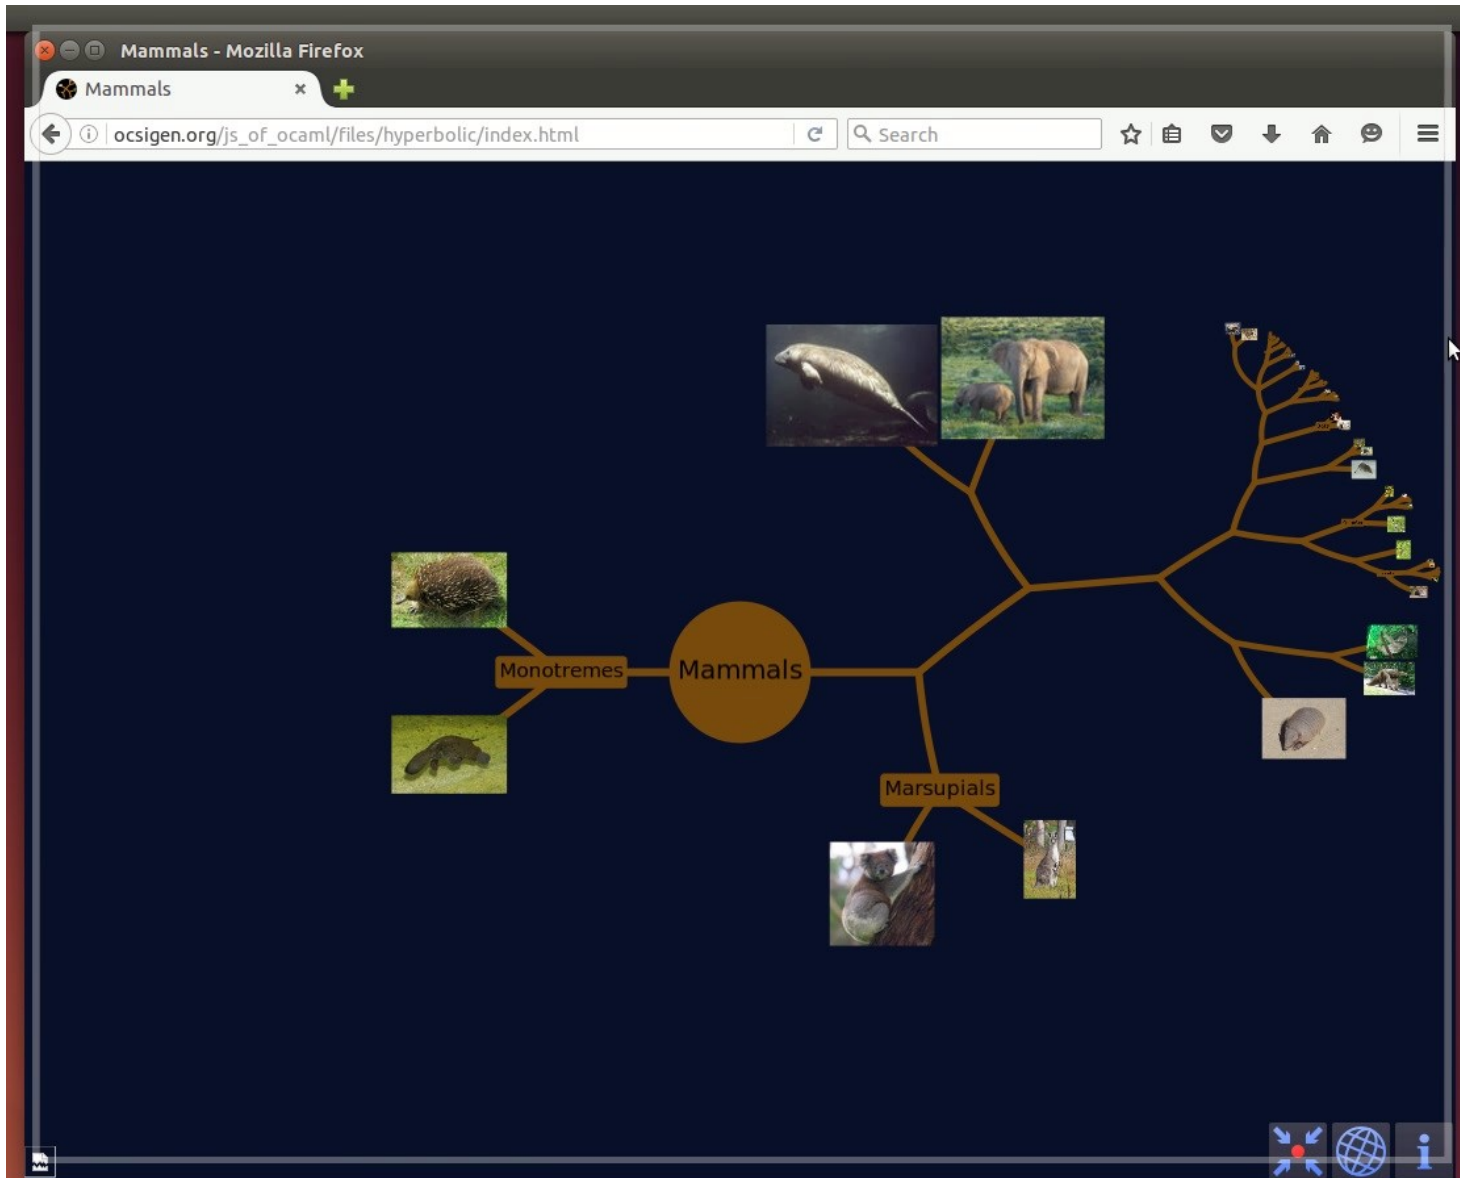 Mammals - Mozilla Firefox
Mammals
ocsigen.org/js_of_ocaml/files/hyperbolic/index.html
Search
Monotremes
Mammals
Marsupials